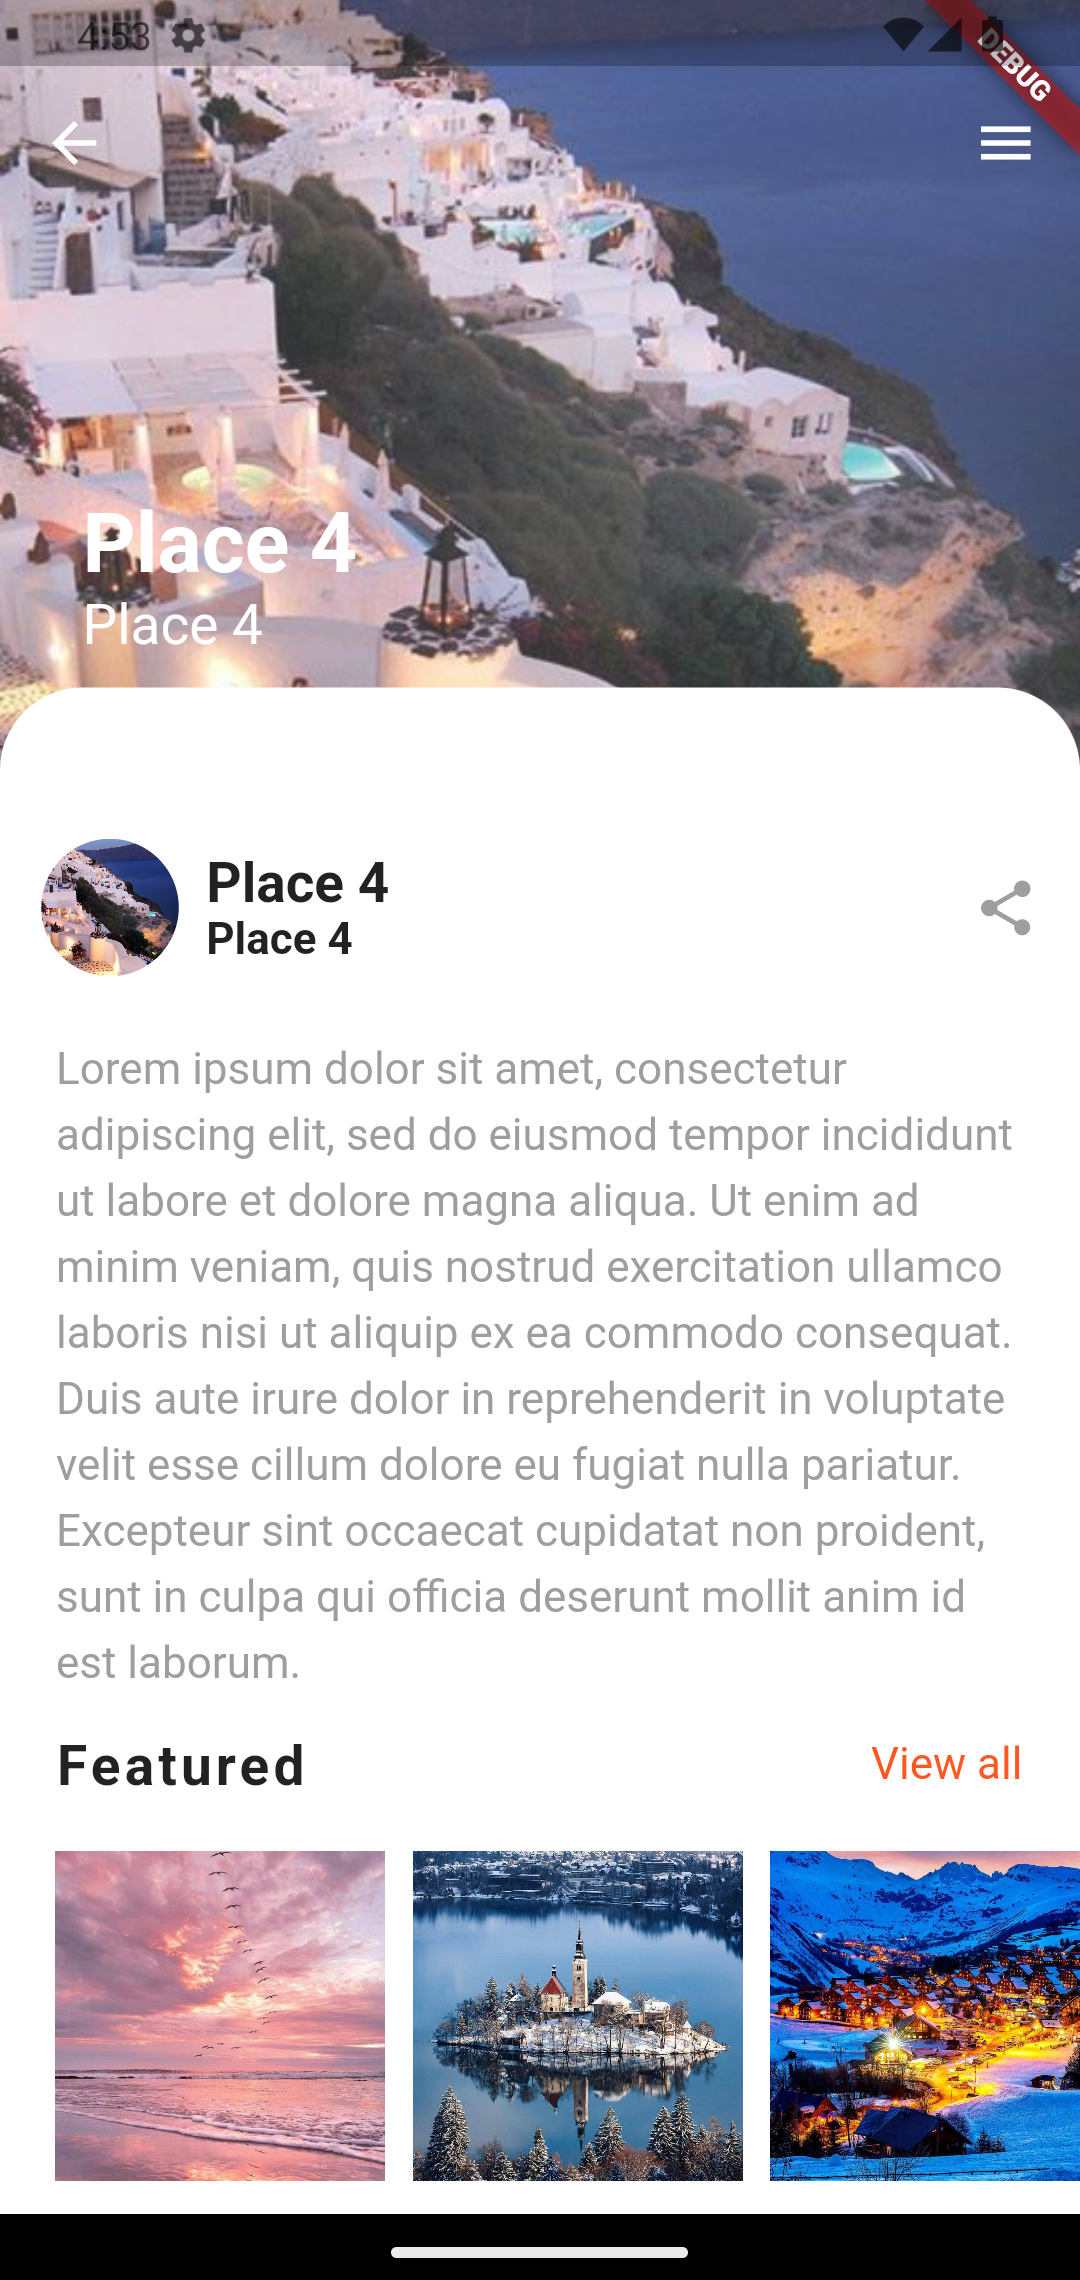 4:53
DEBUG
Place 4
Place 4
Place 4
Place 4
Lorem ipsum dolor sit amet, consectetur
adipiscing elit, sed do eiusmod tempor incididunt
ut labore et dolore magna aliqua. Ut enim ad
minim veniam, quis nostrud exercitation ullamco
laboris nisi ut aliquip ex ea commodo consequat.
Duis aute irure dolor in reprehenderit in voluptate
velit esse cillum dolore eu fugiat nulla pariatur.
Excepteur sint occaecat cupidatat non proident,
sunt in culpa qui officia deserunt mollit anim id
est laborum.
Featured
View all